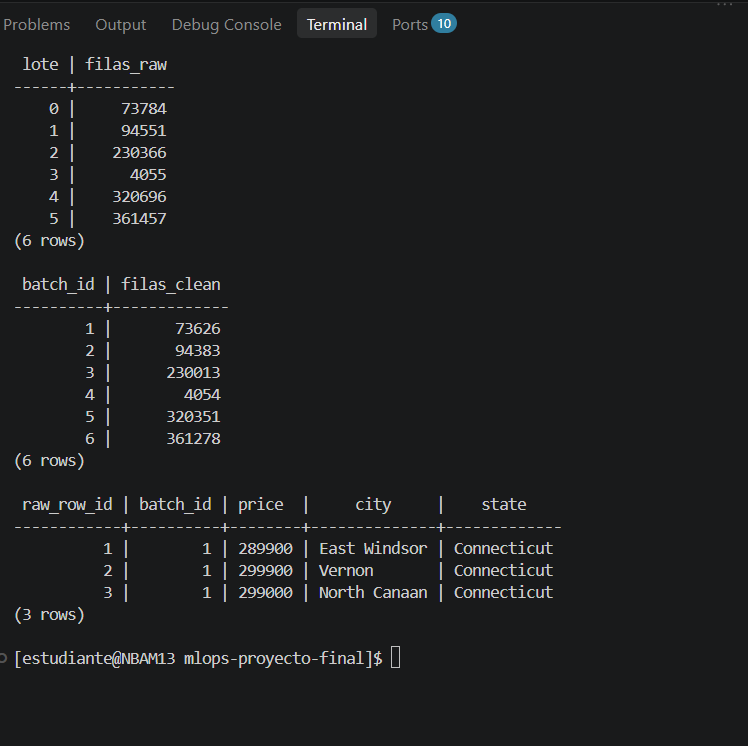 Problems Output Debug Console Terminal Ports 10
lote | filas_raw
------+-----------
0 | 73784
1 | 94551
2 | 230366
3 | 4055
4 | 320696
5 | 361457
(6 rows)
batch_id | filas_clean
----------+-------------
1 | 73626
2 | 94383
3 | 230013
4 | 4054
5 | 320351
6 | 361278
(6 rows)
raw_row_id | batch_id | price | city | state
------------+----------+--------+--------------+-------------
1 | 1 | 289900 | East Windsor | Connecticut
2 | 1 | 299900 | Vernon | Connecticut
3 | 1 | 299000 | North Canaan | Connecticut
(3 rows)
[estudiante@NBAM13 mlops-proyecto-final]$